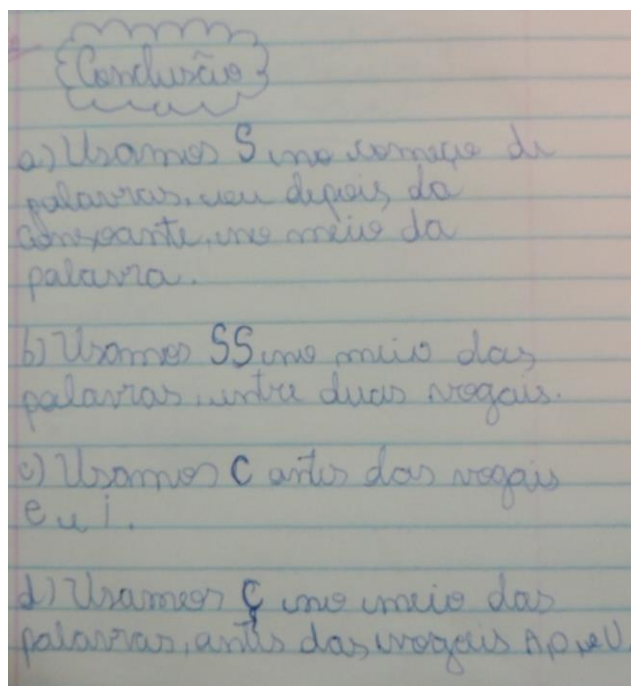 Conclusão
a) Usamos S no começo de
palavras, ou depois da
consoante, no meio da
palavra.
b) Usamos SS no meio das
palavras, entre duas vogais.
c) Usamos C antes das vogais
e e i.
d) Usamos Ç no meio das
palavras, antes das vogais A, O, e U.